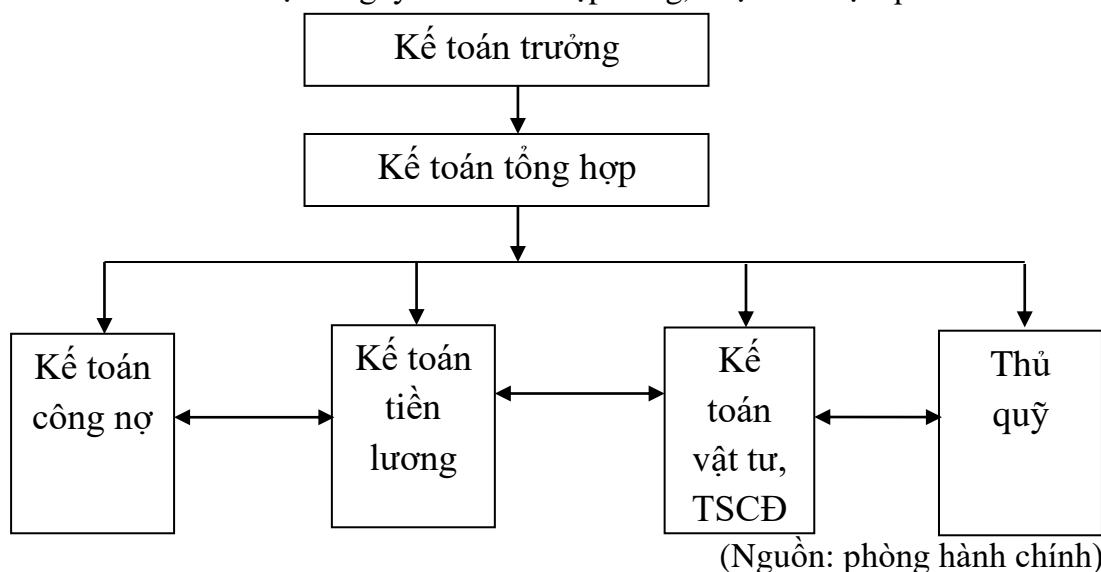 Kế toán trưởng
Kế toán tổng hợp
Kế toán
công nợ
Kế toán
tiền
lương
Kế
toán
vật tư,
TSCĐ
Thủ
quỹ
(Nguồn: phòng hành chính)